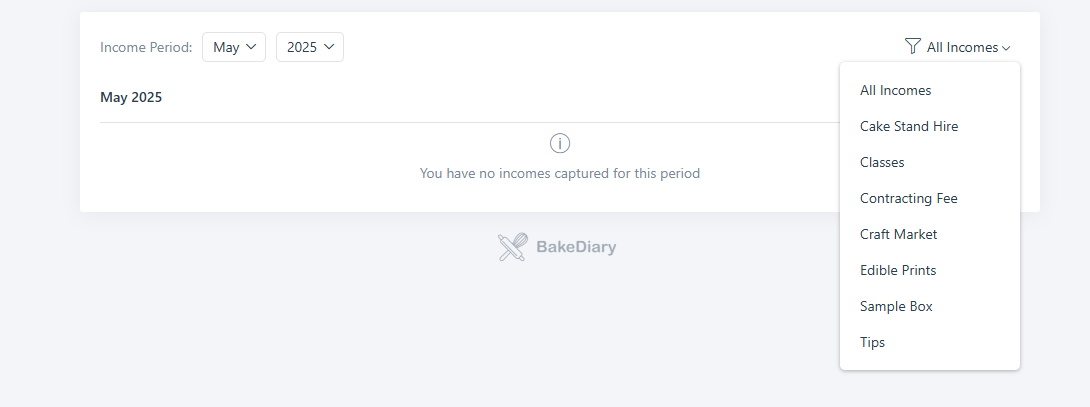 Income Period: May 2025 All Incomes
May 2025
You have no incomes captured for this period
BakeDiary
All Incomes
Cake Stand Hire
Classes
Contracting Fee
Craft Market
Edible Prints
Sample Box
Tips